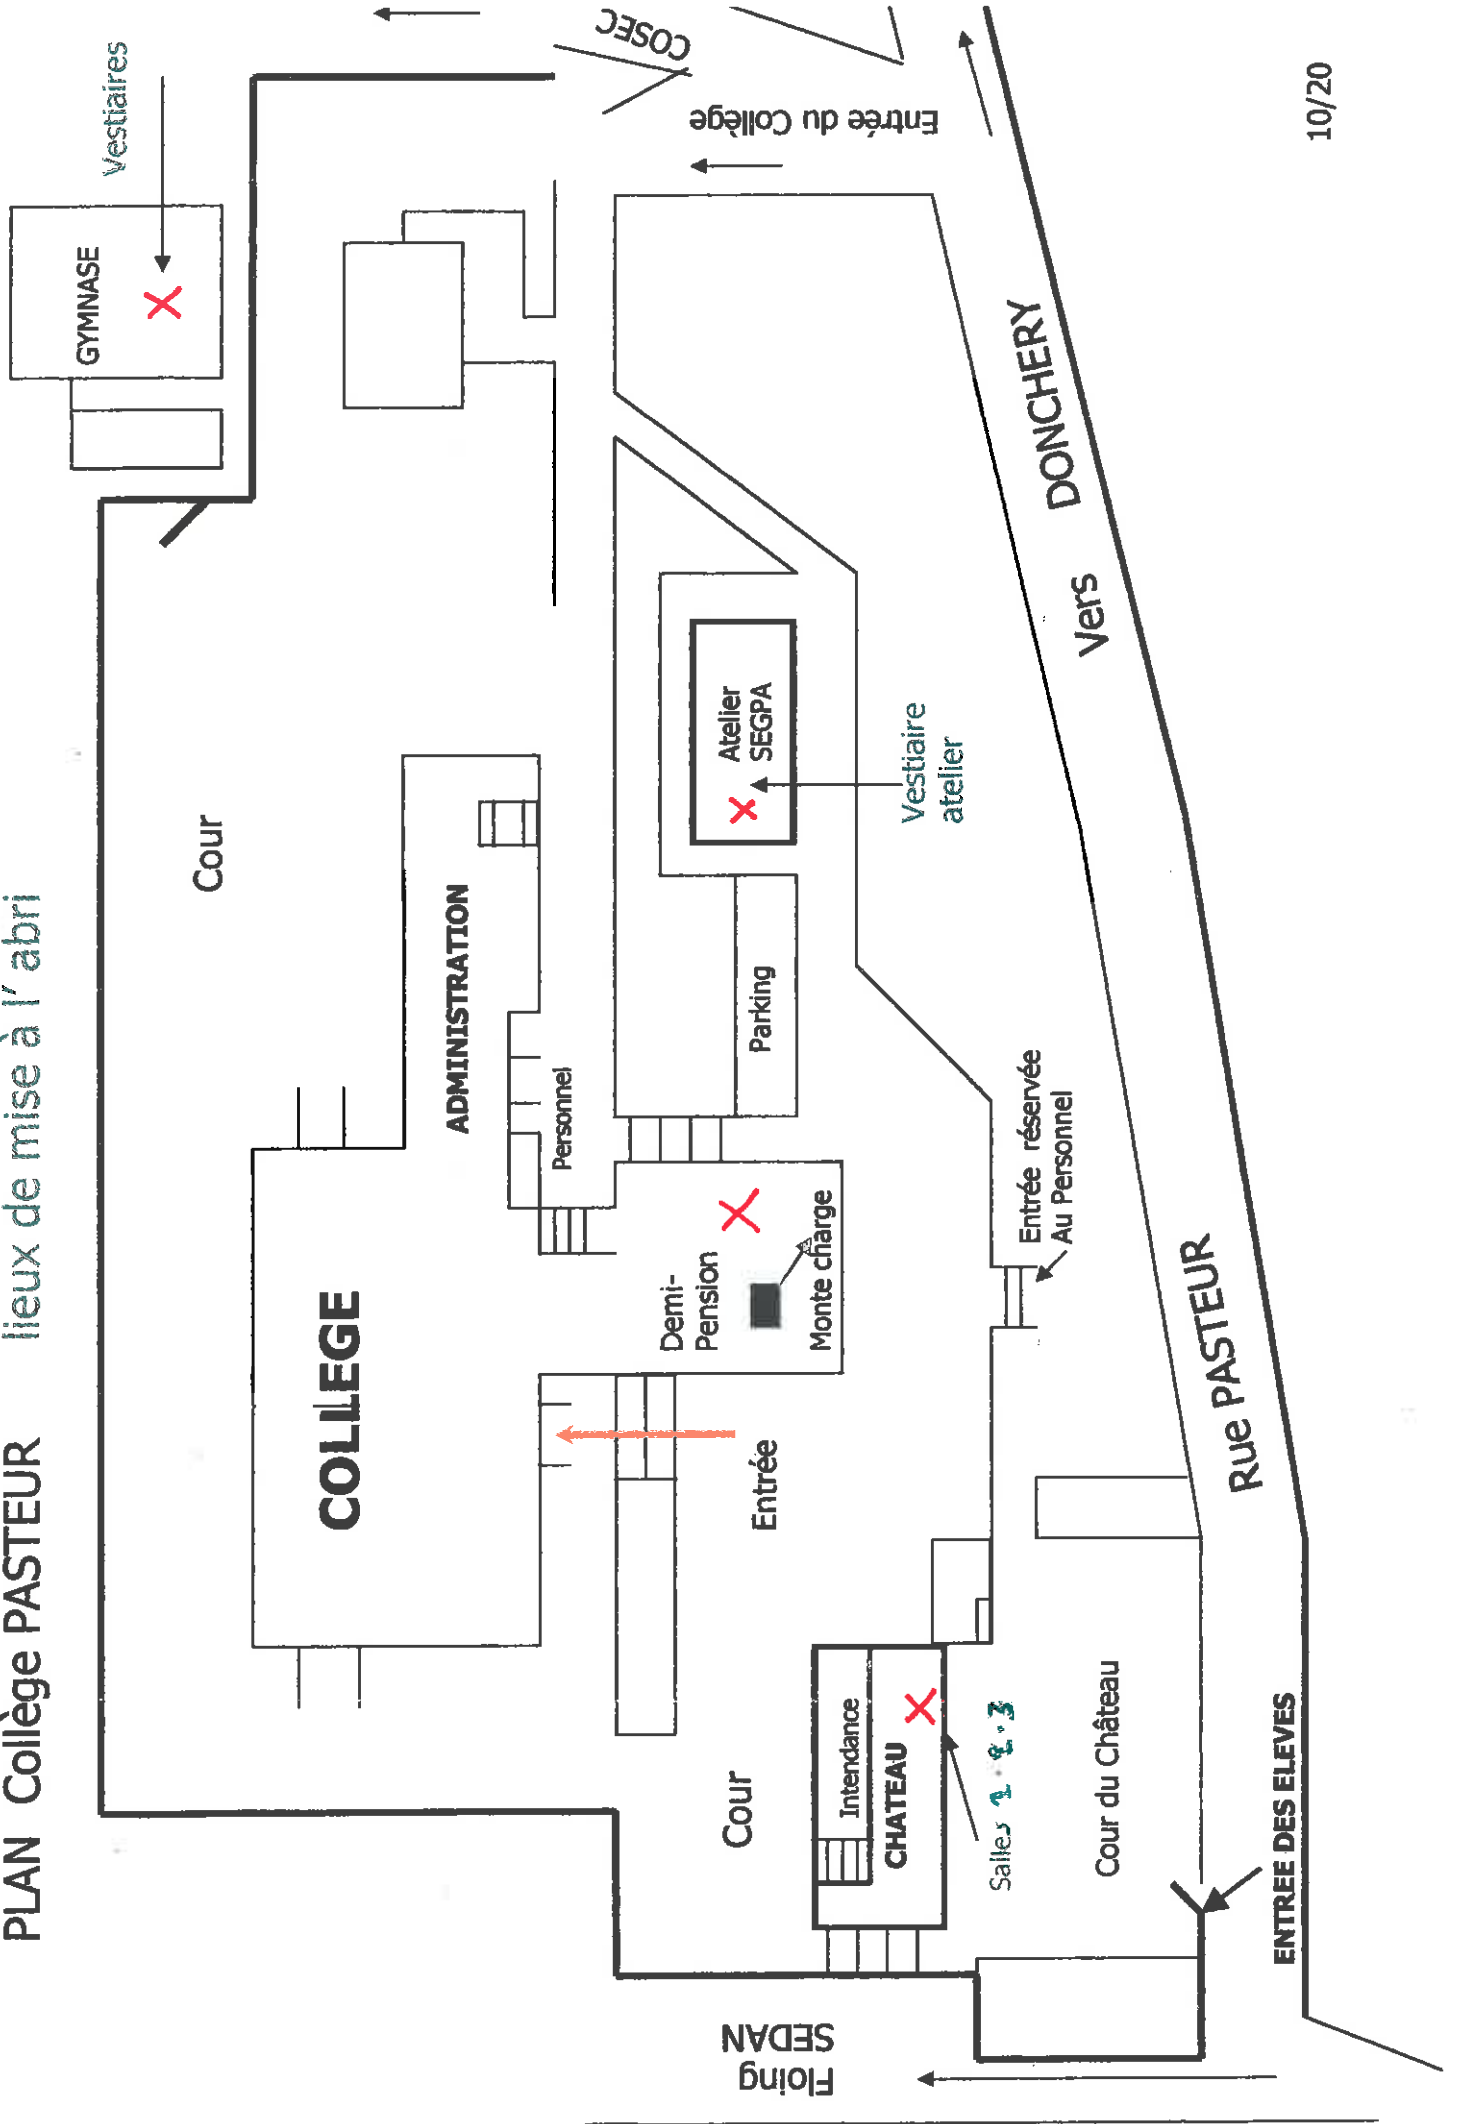 PLAN Collège PASTEUR lieux de mise à l'abri
Vestiaires
GYMNASE
COSEC
Entrée du Collège
Cour
COLLEGE
ADMINISTRATION
Personnel
Atelier
SEGPA
Vestiaire
atelier
Parking
Demi-
Pension
Monte charge
Entrée
Entrée réservée
Au Personnel
Cour
Intendance
CHATEAU
Salles 1 . 2 . 3
Cour du Château
ENTREE DES ELEVES
Floing
SEDAN
Rue PASTEUR
Vers DONCHERY
10/20